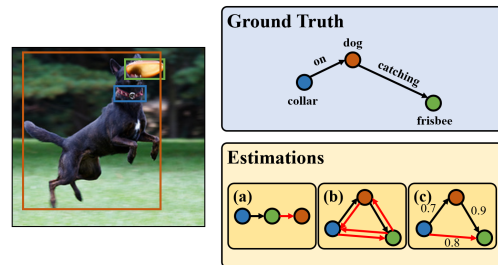 Ground Truth
dog
on
catching
collar
frisbee
Estimations
(a)
(b)
(c)
0.7
0.9
0.8